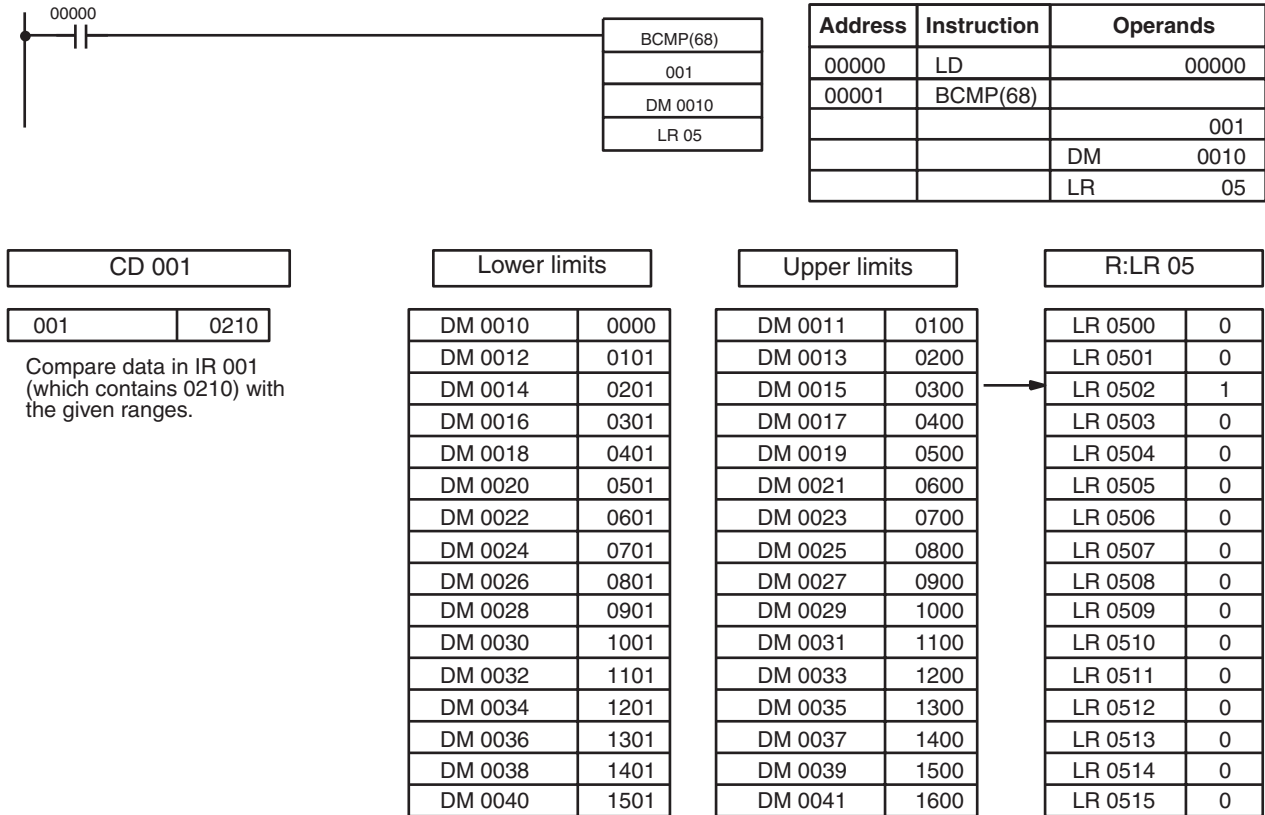 00000
BCMP(68)
001
DM 0010
LR 05
Address Instruction Operands
00000 LD 00000
00001 BCMP(68)
001
DM 0010
LR 05
CD 001
001 0210
Compare data in IR 001
(which contains 0210) with
the given ranges.
Lower limits Upper limits R:LR 05
DM 0010 0000 DM 0011 0100 LR 0500 0
DM 0012 0101 DM 0013 0200 LR 0501 0
DM 0014 0201 DM 0015 0300 LR 0502 1
DM 0016 0301 DM 0017 0400 LR 0503 0
DM 0018 0401 DM 0019 0500 LR 0504 0
DM 0020 0501 DM 0021 0600 LR 0505 0
DM 0022 0601 DM 0023 0700 LR 0506 0
DM 0024 0701 DM 0025 0800 LR 0507 0
DM 0026 0801 DM 0027 0900 LR 0508 0
DM 0028 0901 DM 0029 1000 LR 0509 0
DM 0030 1001 DM 0031 1100 LR 0510 0
DM 0032 1101 DM 0033 1200 LR 0511 0
DM 0034 1201 DM 0035 1300 LR 0512 0
DM 0036 1301 DM 0037 1400 LR 0513 0
DM 0038 1401 DM 0039 1500 LR 0514 0
DM 0040 1501 DM 0041 1600 LR 0515 0